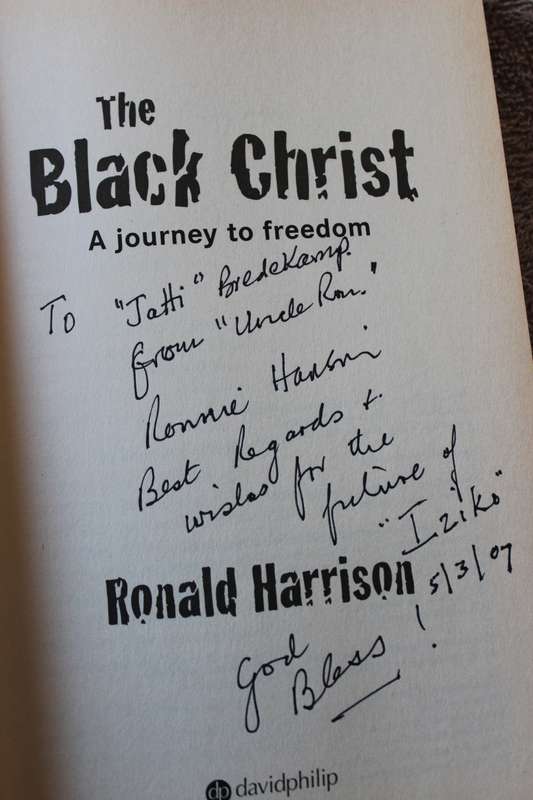 The
Black Christ
A journey to freedom
To "Jatti" Bredekamp.
from "Uncle Ron."
Ronnie Harrison
Best Regards &
wishes for the
future of
"Iziko"
Ronald Harrison
5/3/07
God
Bless!
dp davidphilip